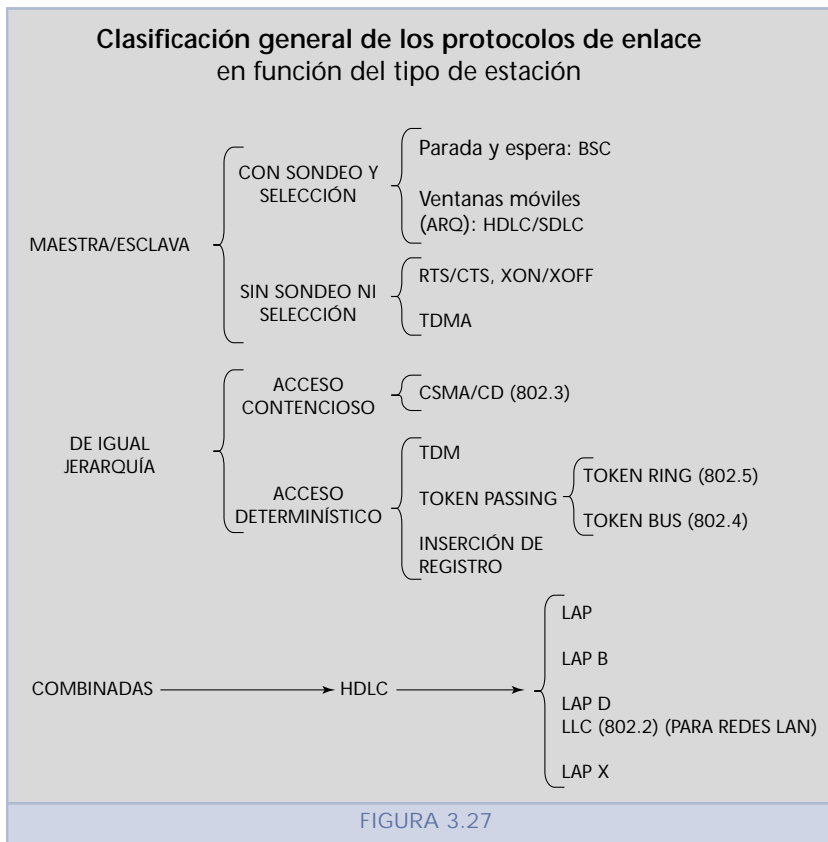 Clasificación general de los protocolos de enlace
en función del tipo de estación
MAESTRA/ESCLAVA
CON SONDEO Y
SELECCIÓN
Parada y espera: BSC
Ventanas móviles
(ARQ): HDLC/SDLC
SIN SONDEO NI
SELECCIÓN
RTS/CTS, XON/XOFF
TDMA
DE IGUAL
JERARQUÍA
ACCESO
CONTENCIOSO
CSMA/CD (802.3)
ACCESO
DETERMINÍSTICO
TDM
TOKEN PASSING
TOKEN RING (802.5)
TOKEN BUS (802.4)
INSERCIÓN DE
REGISTRO
COMBINADAS
HDLC
LAP
LAP B
LAP D
LLC (802.2) (PARA REDES LAN)
LAP X
FIGURA 3.27